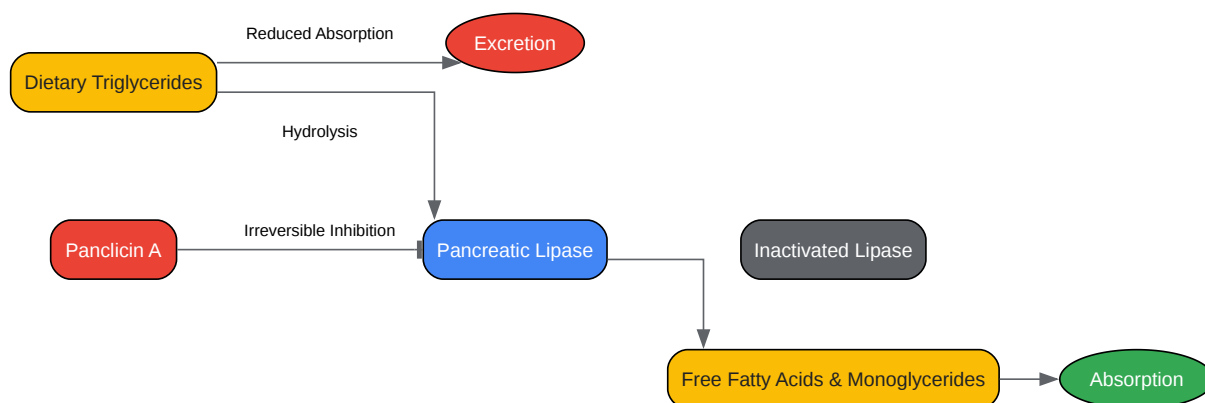 Reduced Absorption
Excretion
Dietary Triglycerides
Hydrolysis
Panclicin A
Irreversible Inhibition
Pancreatic Lipase
Inactivated Lipase
Free Fatty Acids & Monoglycerides
Absorption